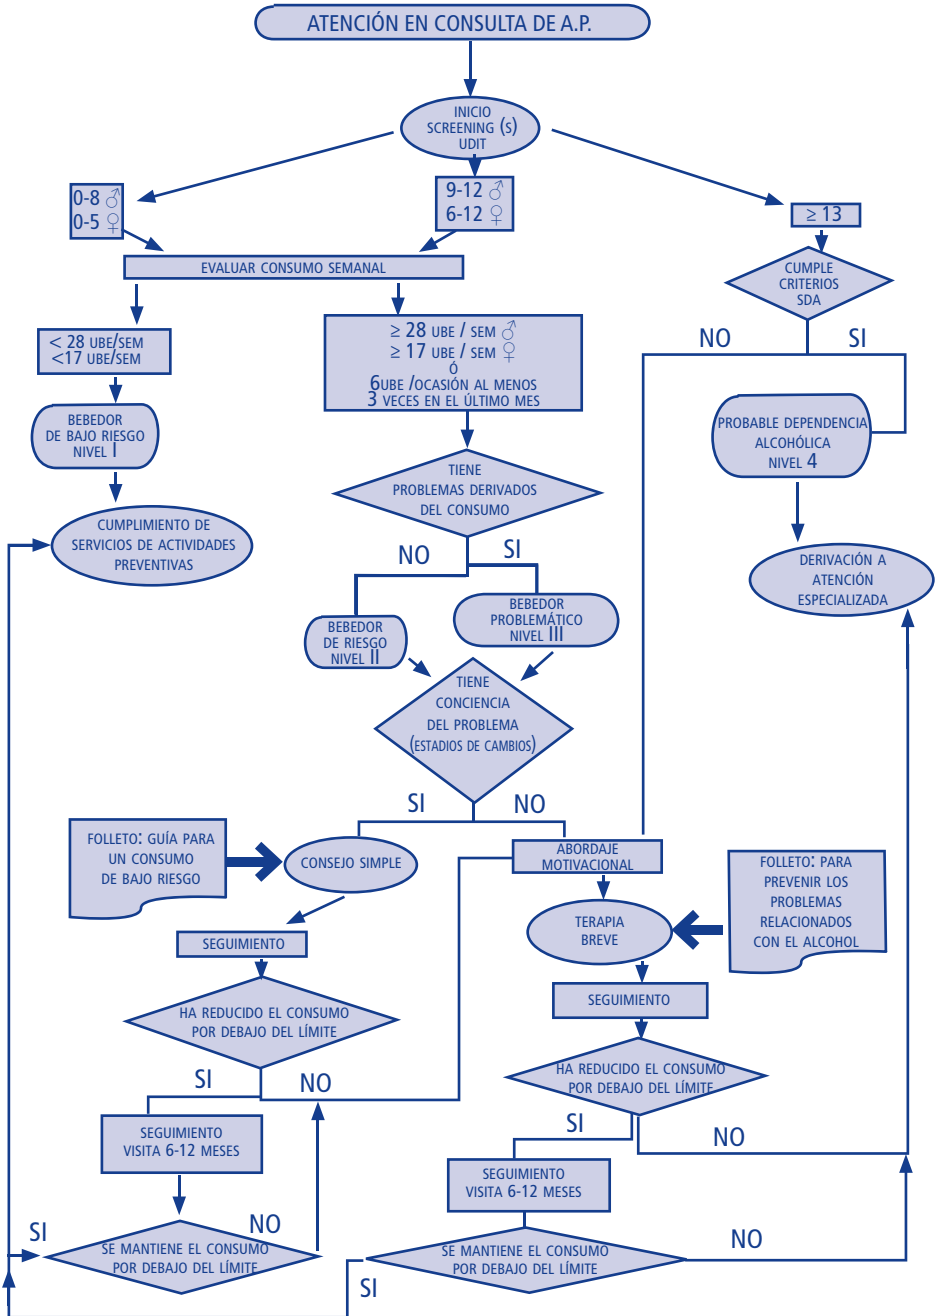 ATENCIÓN EN CONSULTA DE A.P.
INICIO
SCREENING (S)
UDIT
0-8 ♂
0-5 ♀
9-12 ♂
6-12 ♀
≥ 13
EVALUAR CONSUMO SEMANAL
CUMPLE
CRITERIOS
SDA
< 28 UBE/SEM
<17 UBE/SEM
≥ 28 UBE / SEM ♂
≥ 17 UBE / SEM ♀
Ó
6UBE /OCASIÓN AL MENOS
3 VECES EN EL ÚLTIMO MES
NO
SI
BEBEDOR
DE BAJO RIESGO
NIVEL I
PROBABLE DEPENDENCIA
ALCOHÓLICA
NIVEL 4
TIENE
PROBLEMAS DERIVADOS
DEL CONSUMO
CUMPLIMIENTO DE
SERVICIOS DE ACTIVIDADES
PREVENTIVAS
NO
SI
DERIVACIÓN A
ATENCIÓN
ESPECIALIZADA
BEBEDOR
DE RIESGO
NIVEL II
BEBEDOR
PROBLEMÁTICO
NIVEL III
TIENE
CONCIENCIA
DEL PROBLEMA
(ESTADIOS DE CAMBIOS)
SI
NO
FOLLETO: GUÍA PARA
UN CONSUMO
DE BAJO RIESGO
CONSEJO SIMPLE
ABORDAJE
MOTIVACIONAL
FOLLETO: PARA
PREVENIR LOS
PROBLEMAS
RELACIONADOS
CON EL ALCOHOL
TERAPIA
BREVE
SEGUIMIENTO
SEGUIMIENTO
HA REDUCIDO EL CONSUMO
POR DEBAJO DEL LÍMITE
HA REDUCIDO EL CONSUMO
POR DEBAJO DEL LÍMITE
SI
NO
SI
NO
SEGUIMIENTO
VISITA 6-12 MESES
SEGUIMIENTO
VISITA 6-12 MESES
SI
NO
SE MANTIENE EL CONSUMO
POR DEBAJO DEL LÍMITE
SE MANTIENE EL CONSUMO
POR DEBAJO DEL LÍMITE
NO
SI